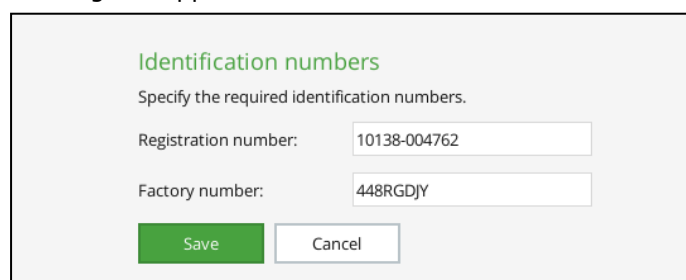 Identification numbers
Specify the required identification numbers.
Registration number: 10138-004762
Factory number: 448RGDJY
Save Cancel